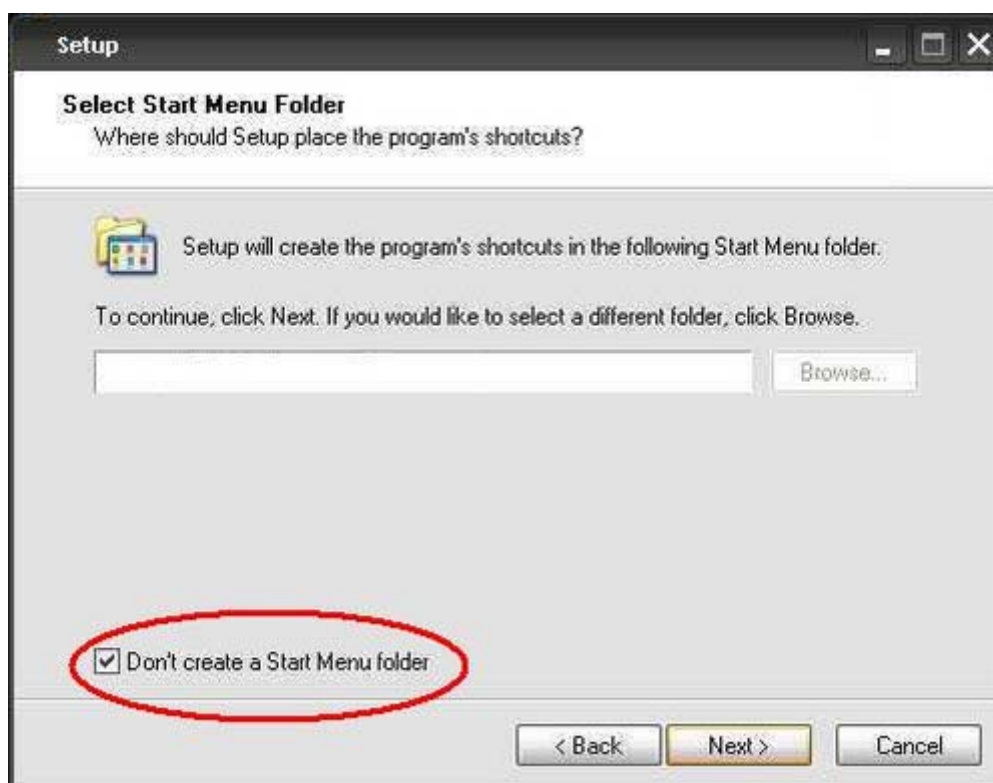 Setup
Select Start Menu Folder
Where should Setup place the program's shortcuts?
Setup will create the program's shortcuts in the following Start Menu folder.
To continue, click Next. If you would like to select a different folder, click Browse.
Browse...
Don't create a Start Menu folder
< Back Next > Cancel